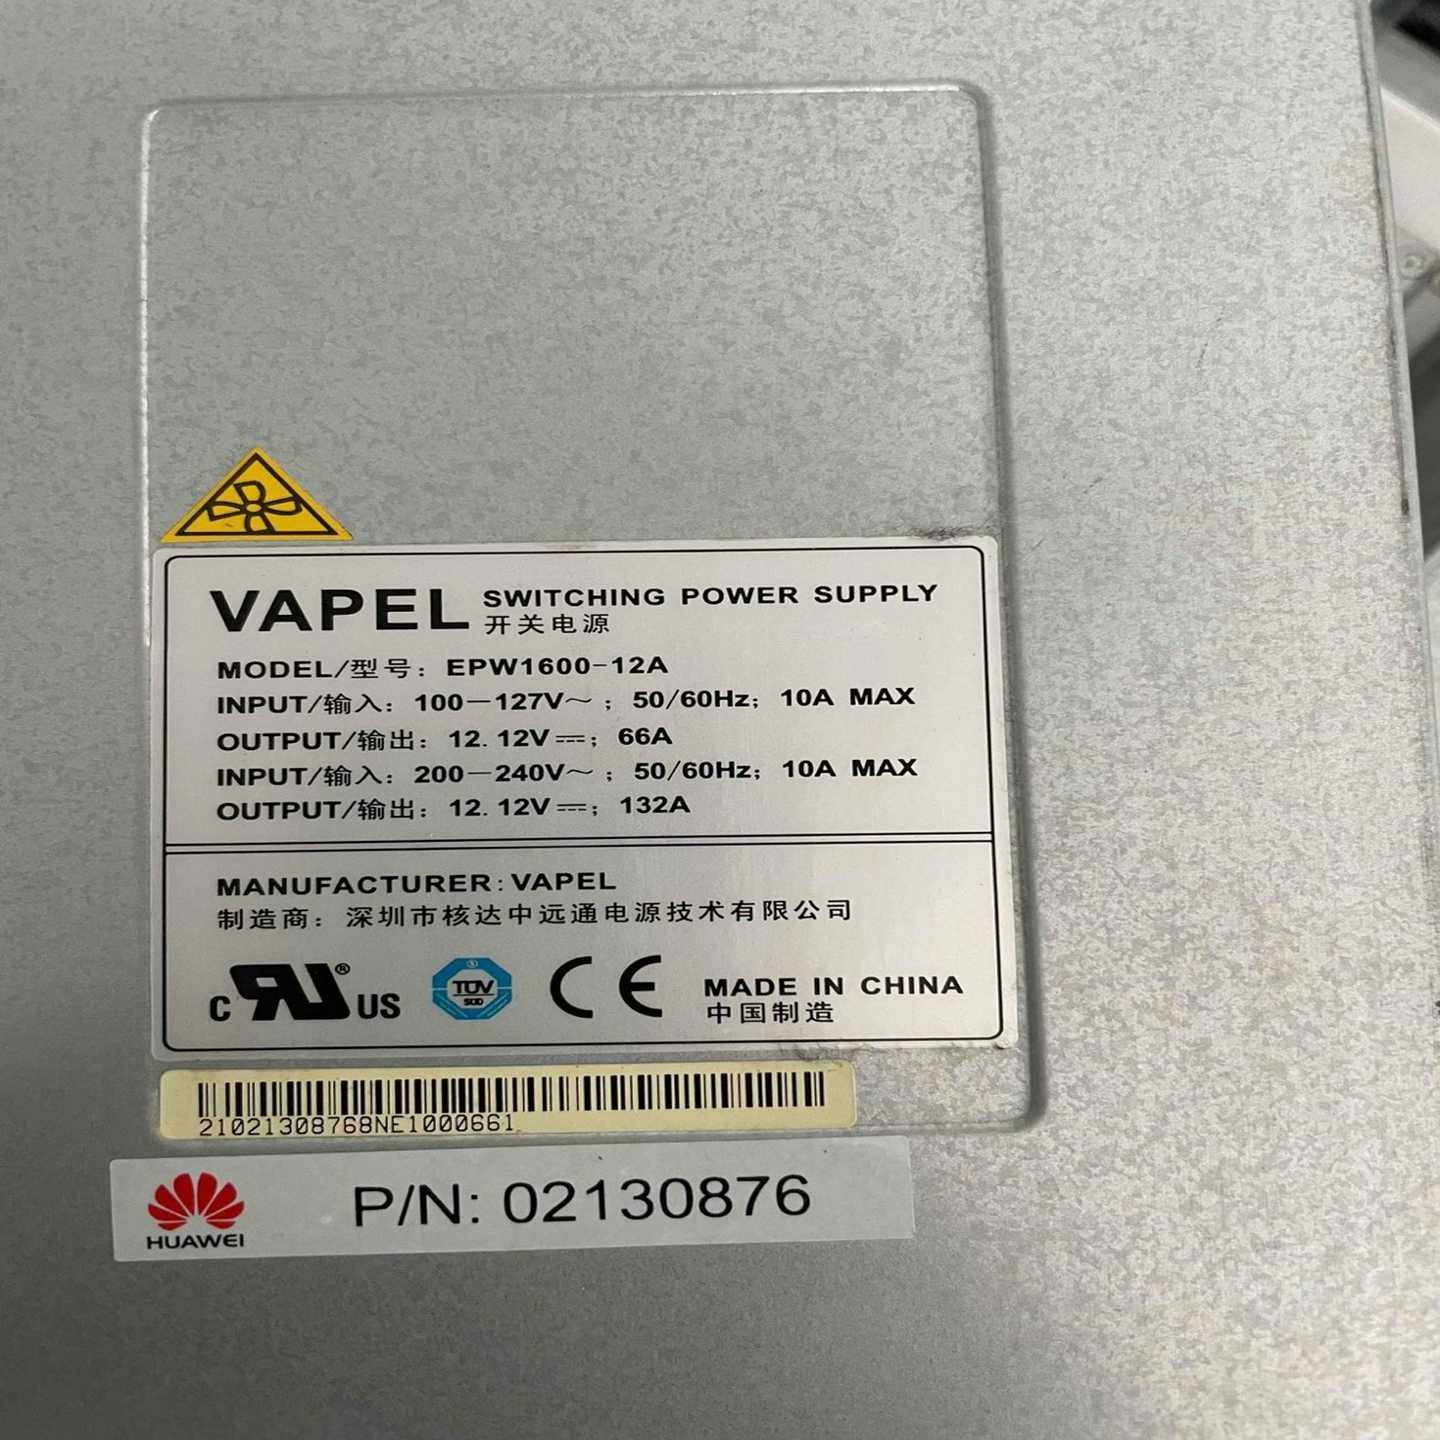 VAPEL SWITCHING POWER SUPPLY
开关电源
MODEL/型号: EPW1600-12A
INPUT/输入: 100—127V～ ; 50/60Hz; 10A MAX
OUTPUT/输出: 12.12V⎓; 66A
INPUT/输入: 200—240V～ ; 50/60Hz; 10A MAX
OUTPUT/输出: 12.12V⎓; 132A
MANUFACTURER: VAPEL
制造商: 深圳市核达中远通电源技术有限公司
c RU® US TÜV SÜD CE MADE IN CHINA
中国制造
21021308768NE1000661
HUAWEI P/N: 02130876